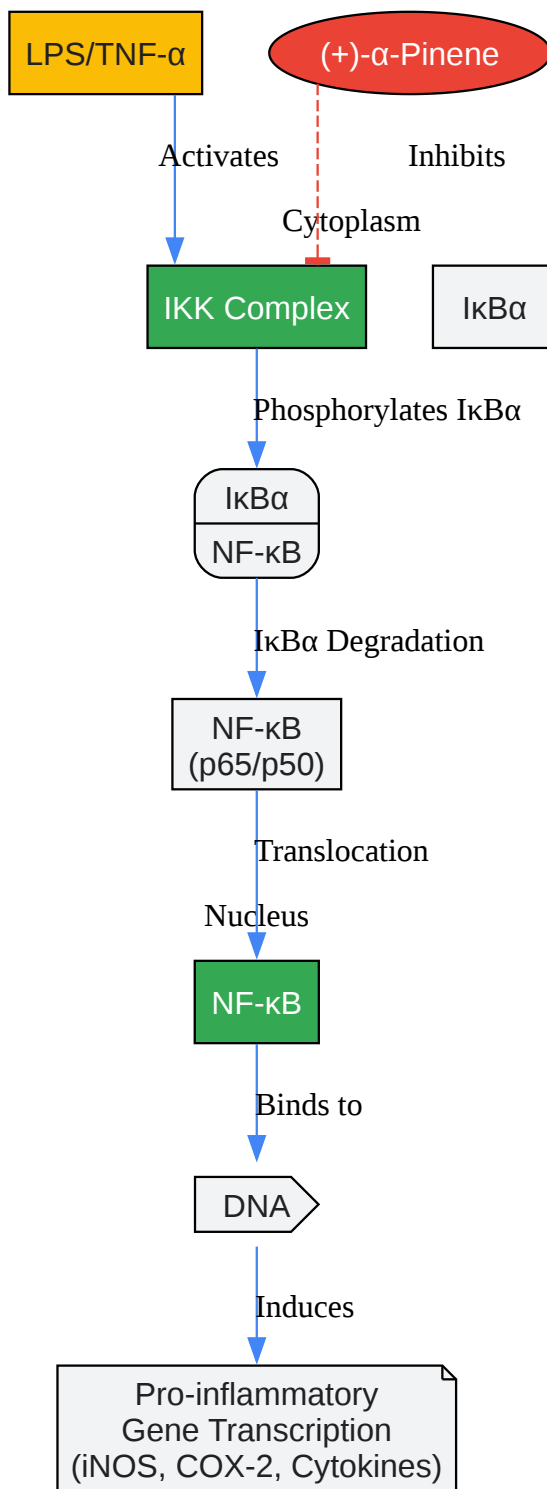 LPS/TNF-α
(+)-α-Pinene
Activates
Inhibits
Cytoplasm
IKK Complex
IκBα
Phosphorylates IκBα
IκBα
NF-κB
IκBα Degradation
NF-κB
(p65/p50)
Translocation
Nucleus
NF-κB
Binds to
DNA
Induces
Pro-inflammatory
Gene Transcription
(iNOS, COX-2, Cytokines)